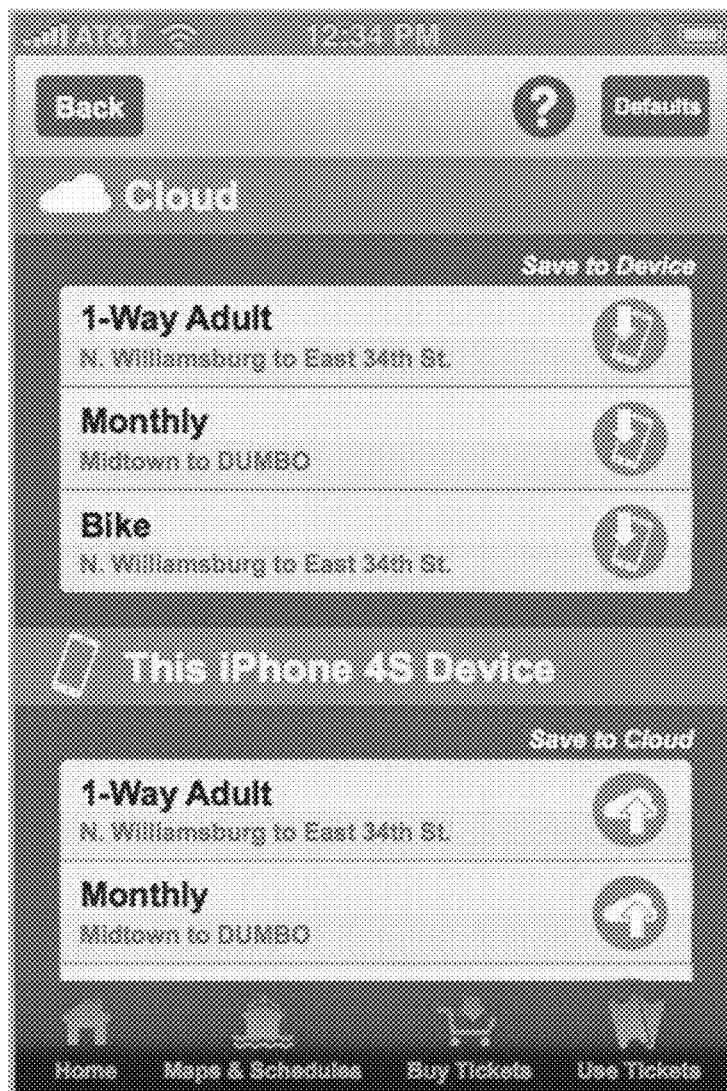 AT&T 12:34 PM
Back ? Defaults
Cloud
Save to Device
1-Way Adult
N. Williamsburg to East 34th St.
Monthly
Midtown to DUMBO
Bike
N. Williamsburg to East 34th St.
This iPhone 4S Device
Save to Cloud
1-Way Adult
N. Williamsburg to East 34th St.
Monthly
Midtown to DUMBO
Home Maps & Schedules Buy Tickets Use Tickets